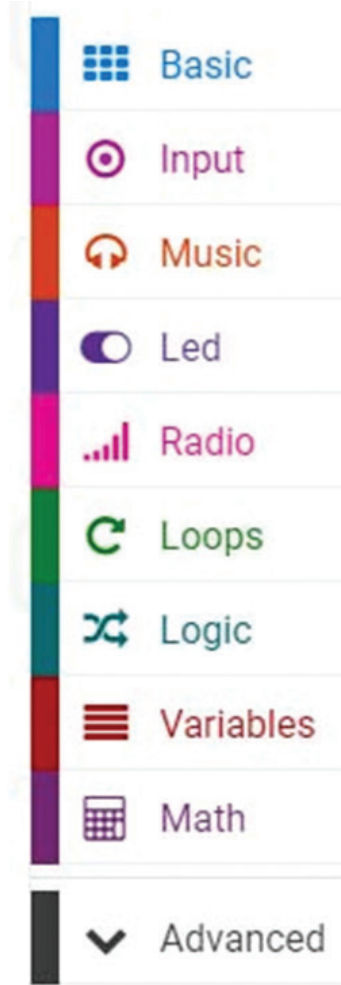 Basic
Input
Music
Led
Radio
Loops
Logic
Variables
Math
Advanced